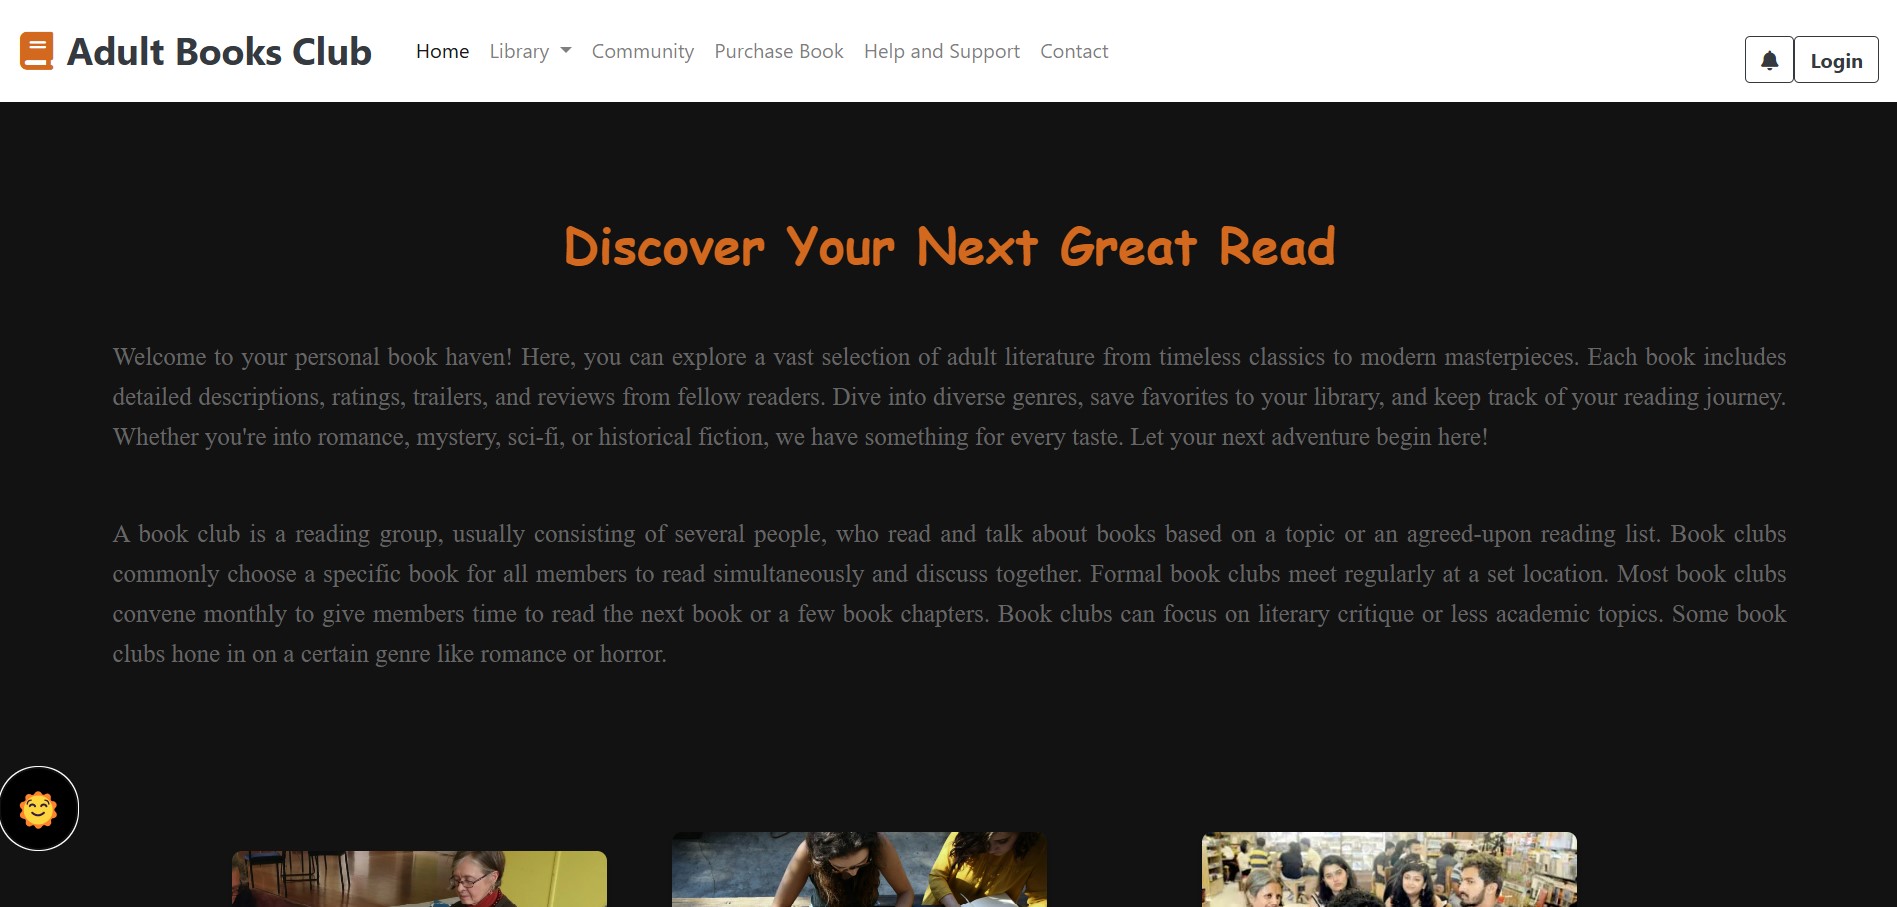 Adult Books Club
Home Library Community Purchase Book Help and Support Contact
Login
Discover Your Next Great Read
Welcome to your personal book haven! Here, you can explore a vast selection of adult literature from timeless classics to modern masterpieces. Each book includes
detailed descriptions, ratings, trailers, and reviews from fellow readers. Dive into diverse genres, save favorites to your library, and keep track of your reading journey.
Whether you're into romance, mystery, sci-fi, or historical fiction, we have something for every taste. Let your next adventure begin here!
A book club is a reading group, usually consisting of several people, who read and talk about books based on a topic or an agreed-upon reading list. Book clubs
commonly choose a specific book for all members to read simultaneously and discuss together. Formal book clubs meet regularly at a set location. Most book clubs
convene monthly to give members time to read the next book or a few book chapters. Book clubs can focus on literary critique or less academic topics. Some book
clubs hone in on a certain genre like romance or horror.